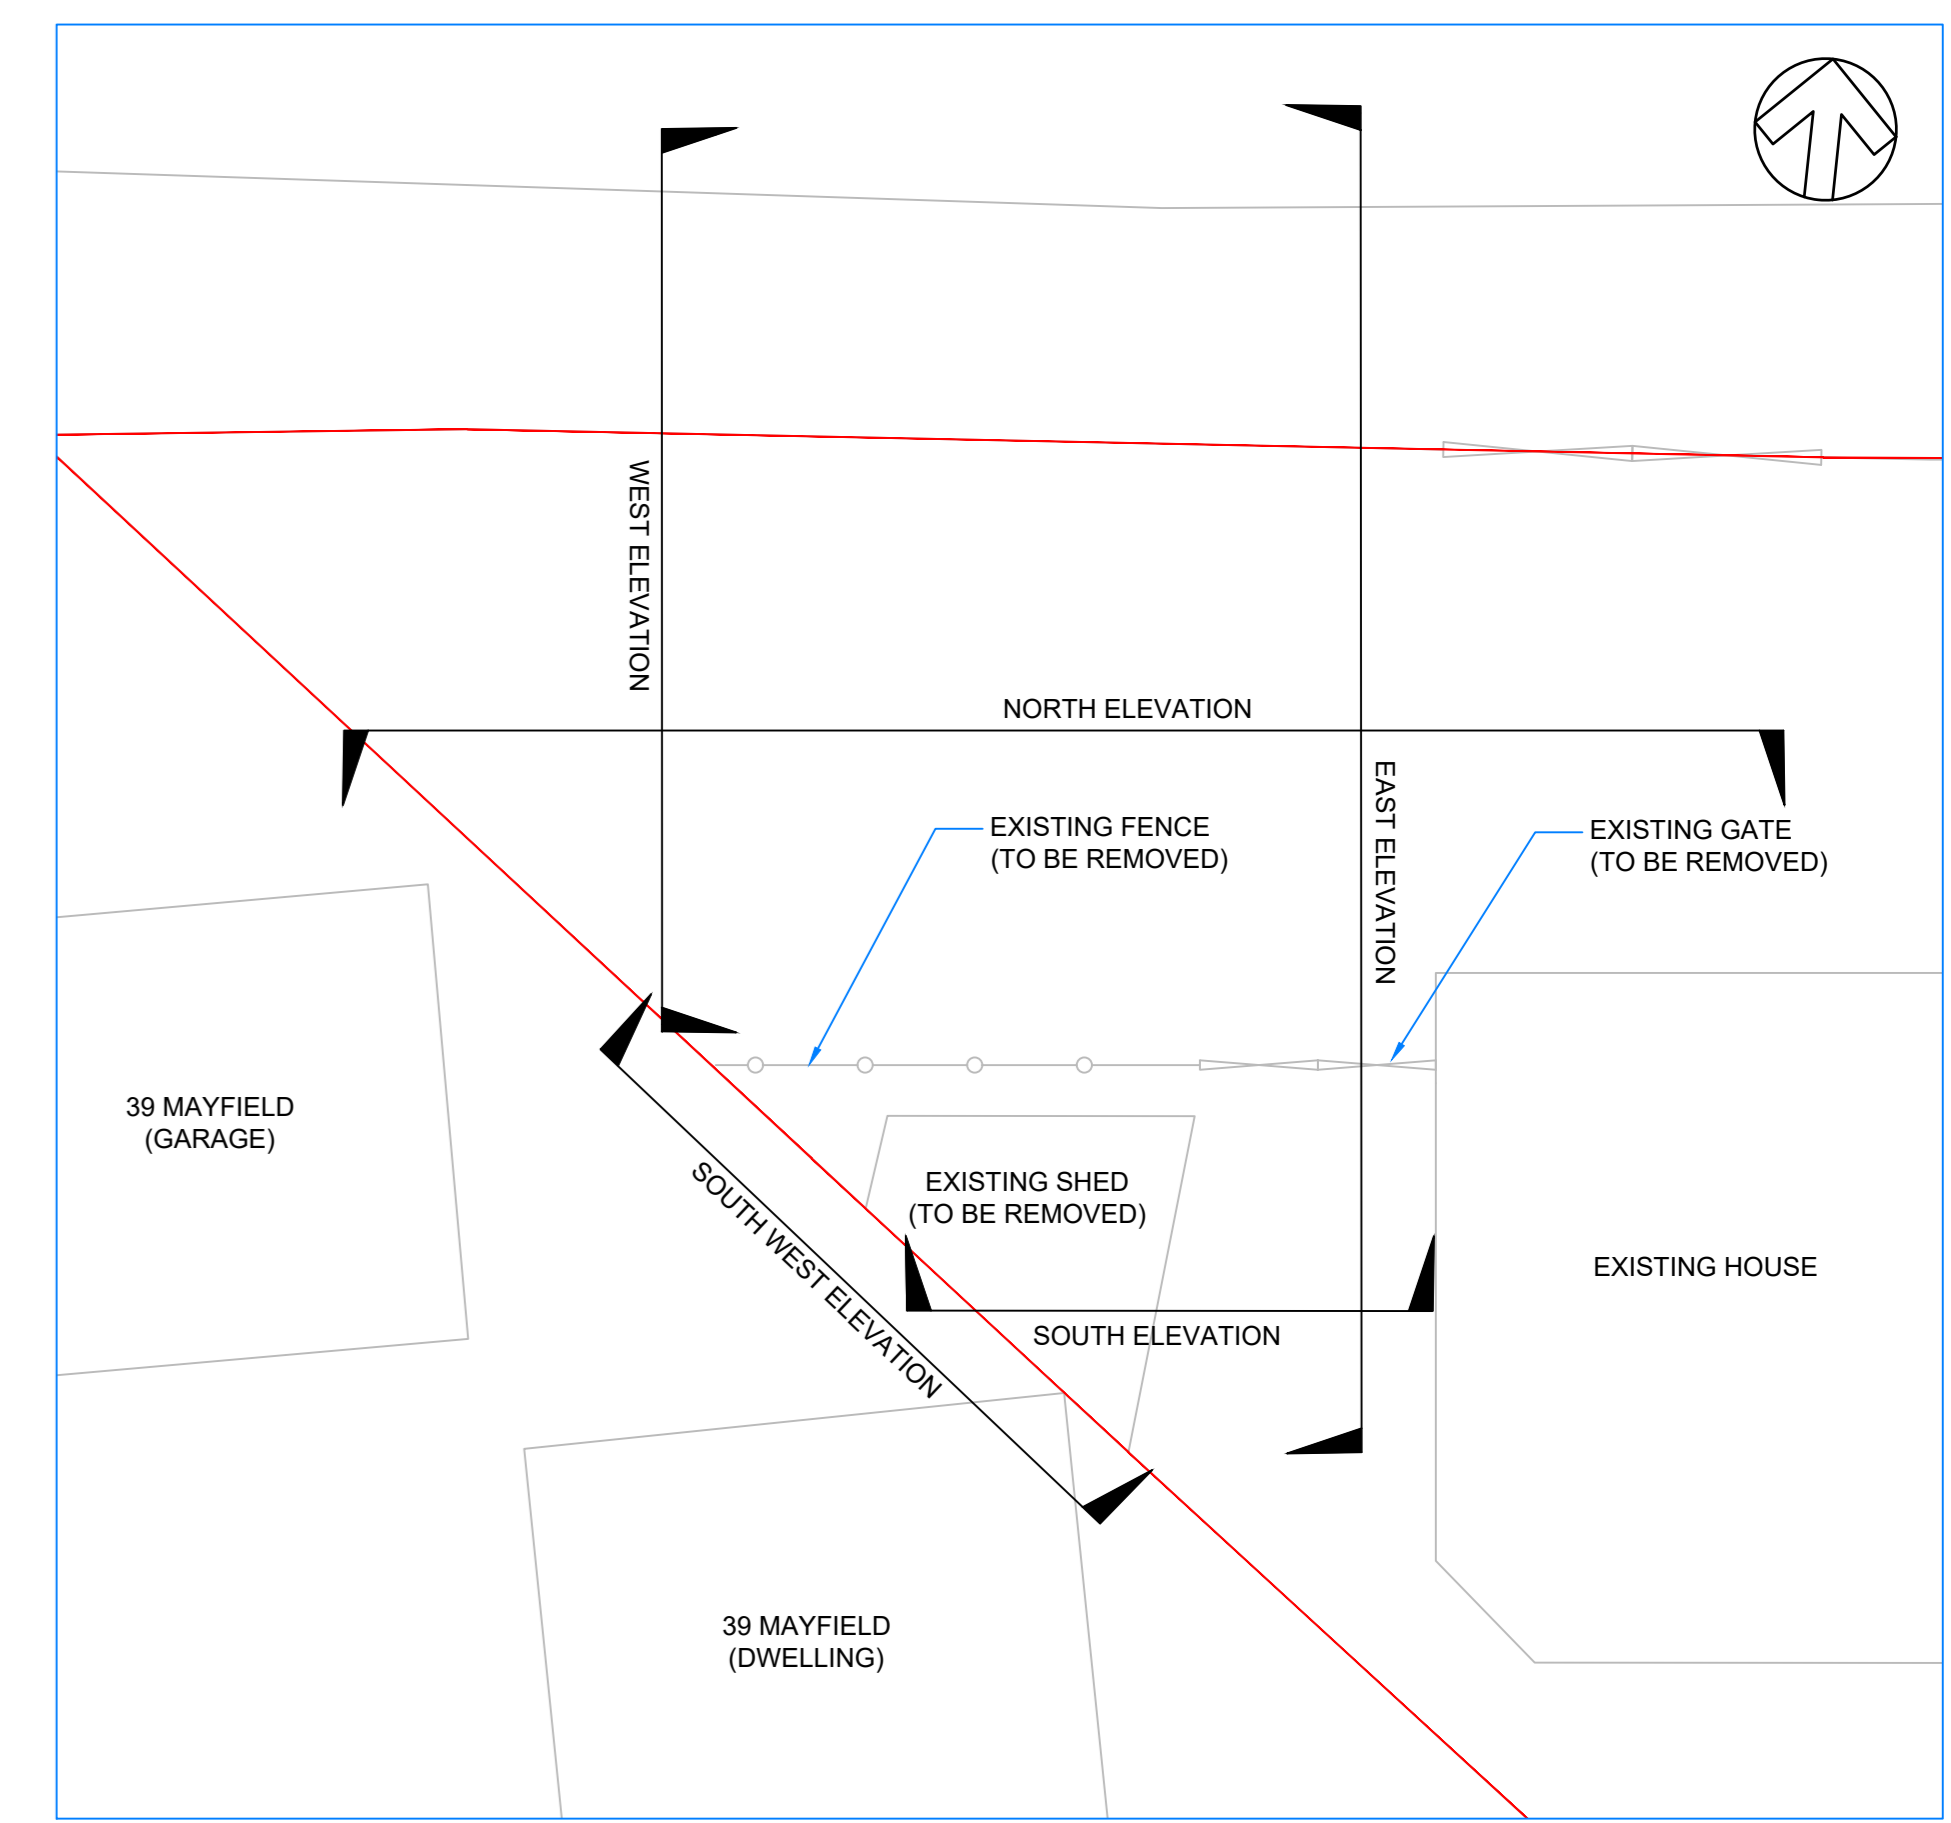 WEST ELEVATION
NORTH ELEVATION
EAST ELEVATION
EXISTING FENCE
(TO BE REMOVED)
EXISTING GATE
(TO BE REMOVED)
39 MAYFIELD
(GARAGE)
EXISTING SHED
(TO BE REMOVED)
SOUTH WEST ELEVATION
SOUTH ELEVATION
EXISTING HOUSE
39 MAYFIELD
(DWELLING)